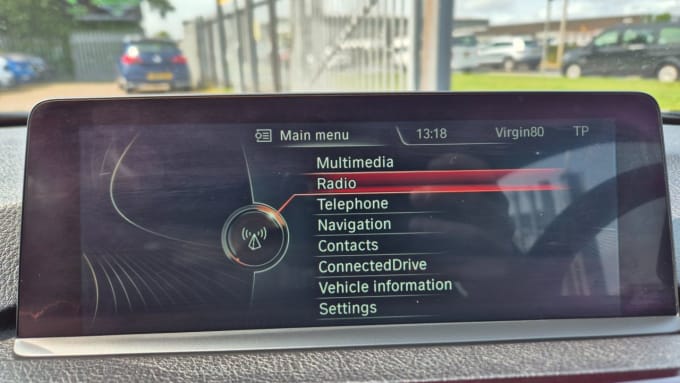 Main menu 13:18 Virgin80 TP
Multimedia
Radio
Telephone
Navigation
Contacts
ConnectedDrive
Vehicle information
Settings